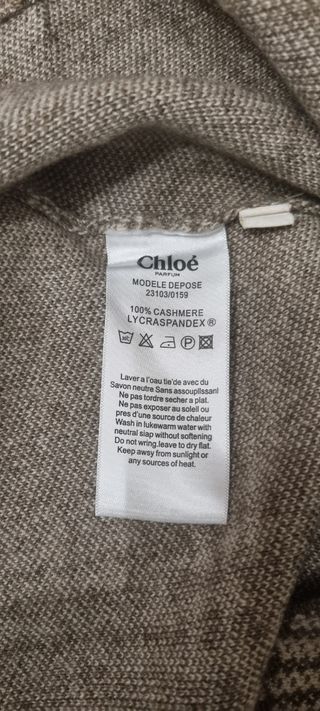 Chloé
PARFUM
MODELE DEPOSE
23103/0159
100% CASHMERE
LYCRASPANDEX ®
Laver a l'oau tie'de avec du
Savon neutre Sans assouplissanl
Ne pas tordre secher a plat.
Ne pas exposer au soleil ou
pres d'une source de chaleur
Wash in lukewarm water with
neutral slap without softening
Do not wring.leave to dry flat.
Keep away from sunlight or
any sources of heat.